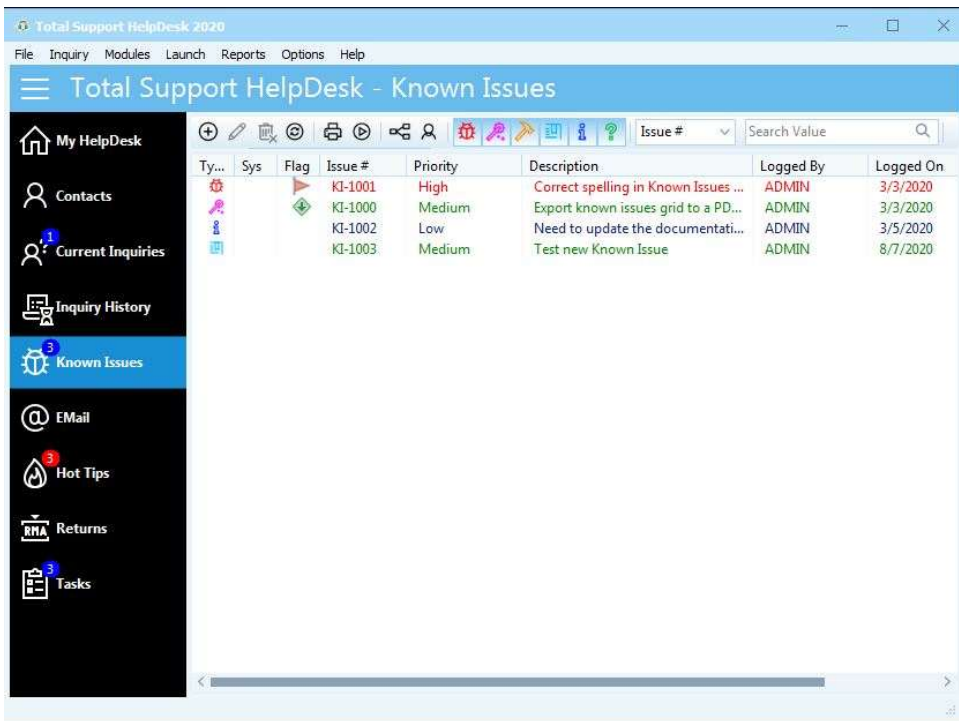 Total Support HelpDesk 2020
File Inquiry Modules Launch Reports Options Help
Total Support HelpDesk - Known Issues
My HelpDesk
Contacts
1
Current Inquiries
Inquiry History
3
Known Issues
EMail
3
Hot Tips
RMA Returns
3
Tasks
Issue # Search Value
Ty... Sys Flag Issue # Priority Description Logged By Logged On
KI-1001 High Correct spelling in Known Issues ... ADMIN 3/3/2020
KI-1000 Medium Export known issues grid to a PD... ADMIN 3/3/2020
KI-1002 Low Need to update the documentati... ADMIN 3/5/2020
KI-1003 Medium Test new Known Issue ADMIN 8/7/2020